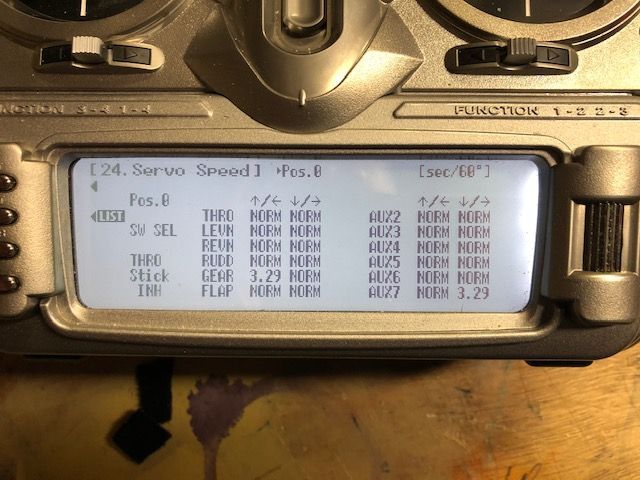 NCTION 3-4 1-4
FUNCTION 1-2 2-3
[24.Servo Speed] Pos.0 [sec/60°]
Pos.0 ↑/← ↓/→ ↑/← ↓/→
LIST THRO NORM NORM AUX2 NORM NORM
SW SEL LEVN NORM NORM AUX3 NORM NORM
REVN NORM NORM AUX4 NORM NORM
THRO RUDD NORM NORM AUX5 NORM NORM
Stick GEAR 3.29 NORM AUX6 NORM NORM
INH FLAP NORM NORM AUX7 NORM 3.29